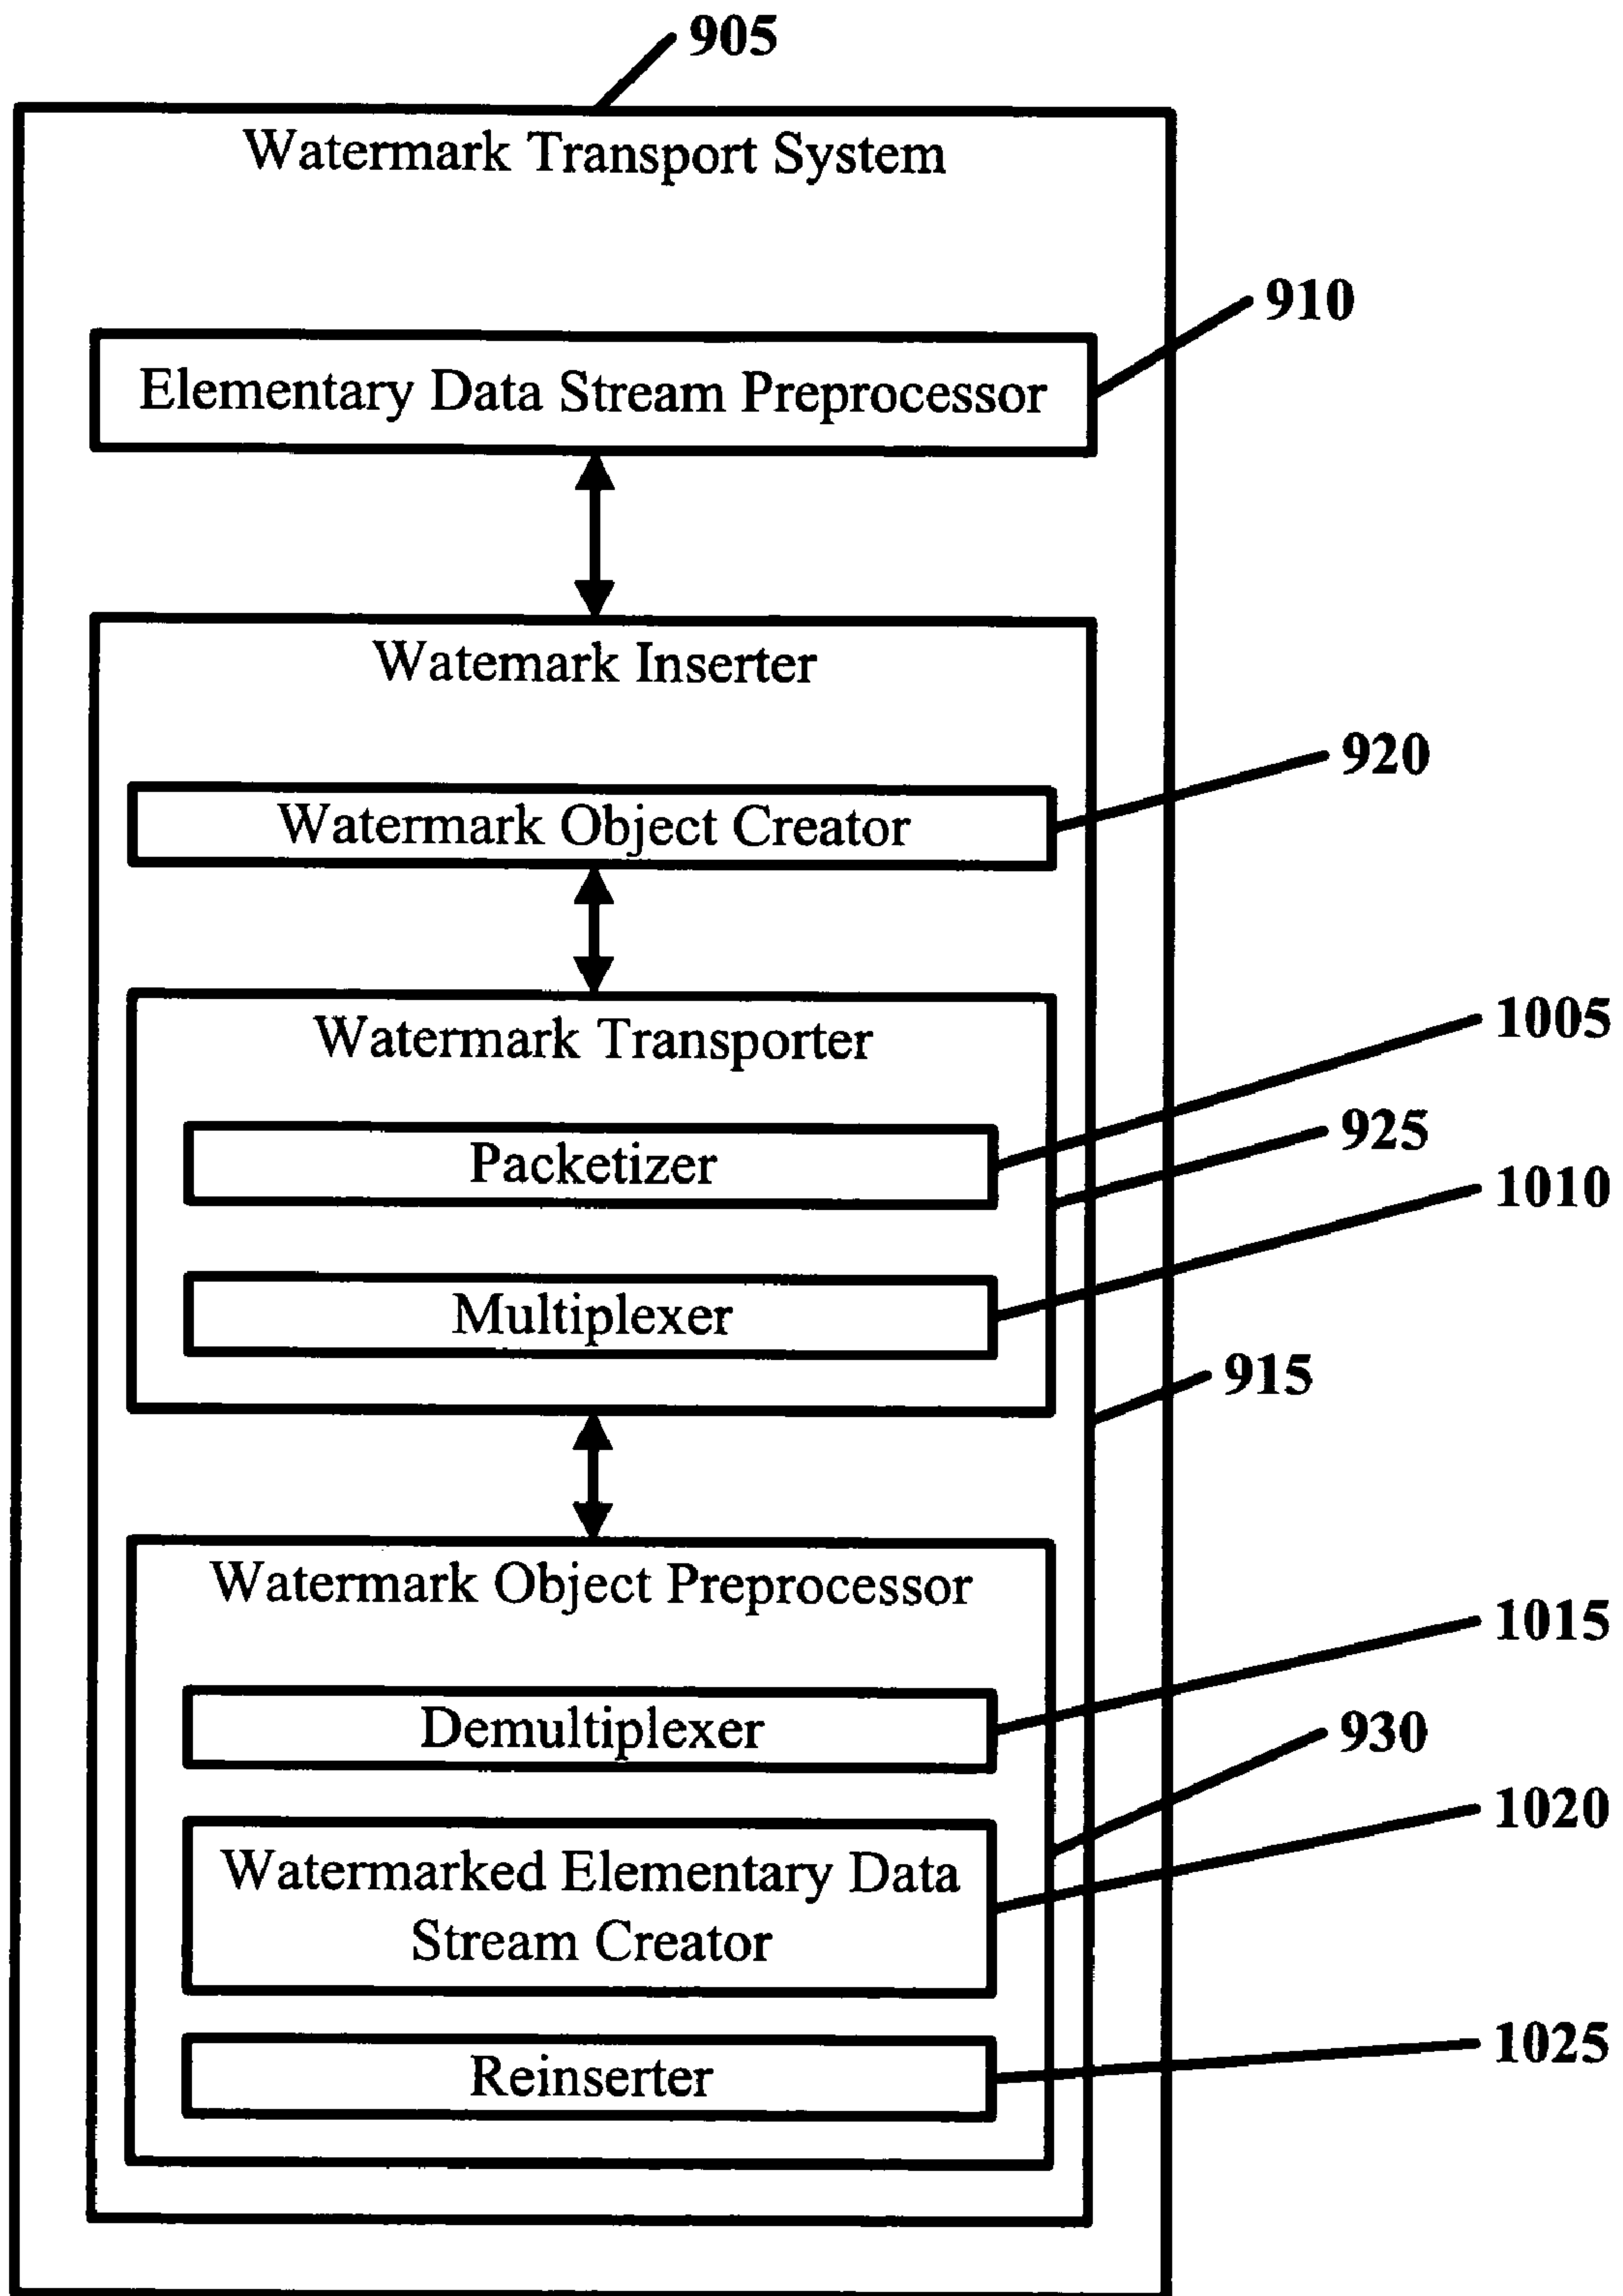 905
Watermark Transport System
910
Elementary Data Stream Preprocessor
Watemark Inserter
920
Watermark Object Creator
1005
Watermark Transporter
925
Packetizer
1010
Multiplexer
915
Watermark Object Preprocessor
1015
Demultiplexer
930
1020
Watermarked Elementary Data
Stream Creator
1025
Reinserter